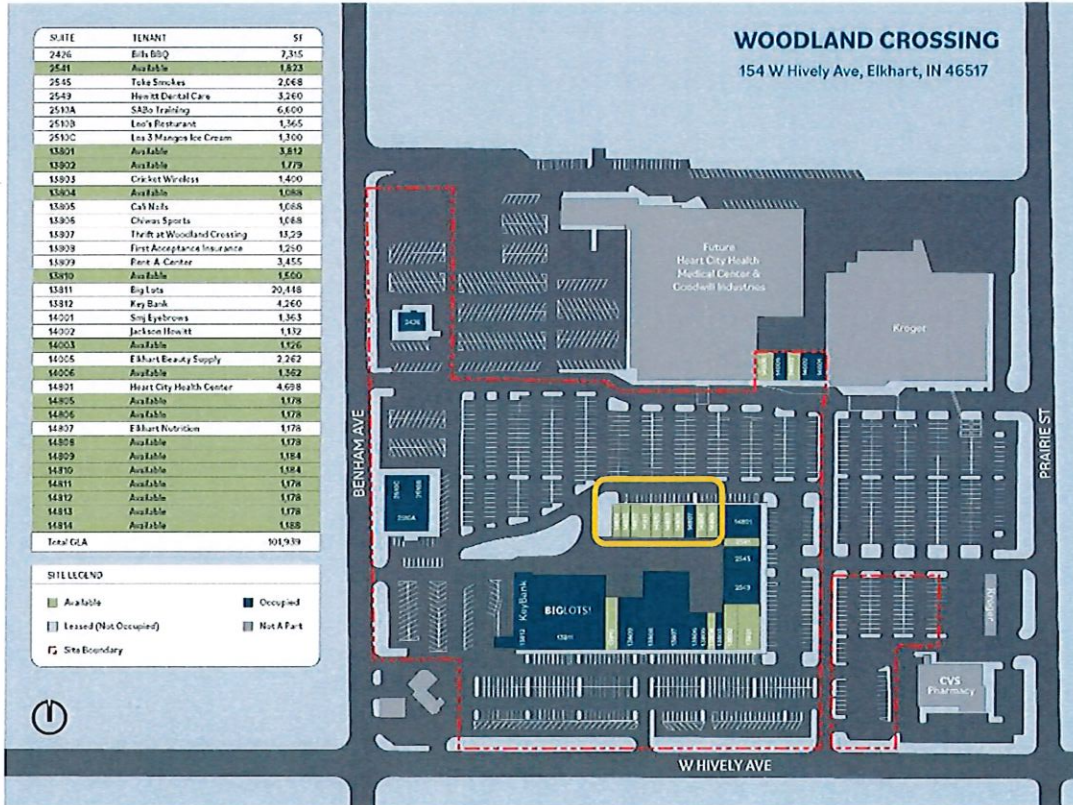 WOODLAND CROSSING
154 W Hively Ave, Elkhart, IN 46517
SUITE TENANT SF
2426 Bills BBQ 7,315
2541 Available 1,823
2545 Toke Smokes 2,068
2549 Hewitt Dental Care 3,260
2510A SABo Training 6,600
2510B Leo's Resturant 1,365
2510C Los 3 Mangos Ice Cream 1,300
13801 Available 3,812
13802 Available 1,779
13803 Cricket Wireless 1,400
13804 Available 1,088
13805 Cali Nails 1,088
13806 Chiwas Sports 1,088
13807 Thrift at Woodland Crossing 13,29
13808 First Acceptance Insurance 1,250
13809 Rent-A-Center 3,455
13810 Available 1,500
13811 Big Lots 20,448
13812 Key Bank 4,260
14001 Smj Eyebrows 1,363
14002 Jackson Hewitt 1,132
14003 Available 1,126
14005 Elkhart Beauty Supply 2,262
14006 Available 1,362
14801 Heart City Health Center 4,698
14805 Available 1,178
14806 Available 1,178
14807 Elkhart Nutrition 1,178
14808 Available 1,178
14809 Available 1,184
14810 Available 1,184
14811 Available 1,178
14812 Available 1,178
14813 Available 1,178
14814 Available 1,188
Total GLA 101,939
SITE LEGEND
Available
Occupied
Leased (Not Occupied)
Not A Part
Site Boundary
BENHAM AVE
PRAIRIE ST
W HIVELY AVE
Future
Heart City Health
Medical Center &
Goodwill Industries
Kroger
2426
2510C
2510B
2510A
14801
2545
2549
14807
KeyBank
13812
BIGLOTS!
13811
13809
13808
13807
Kroger
CVS
Pharmacy